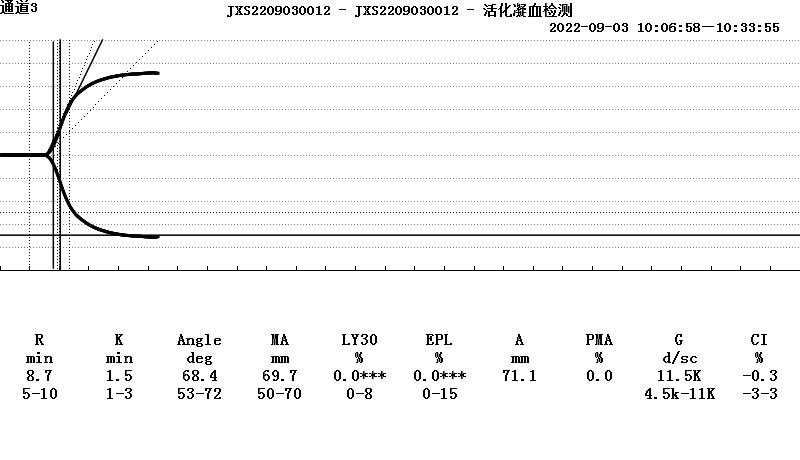 通道3
JXS2209030012 - JXS2209030012 - 活化凝血检测
2022-09-03 10:06:58—10:33:55
R K Angle MA LY30 EPL A PMA G CI
min min deg mm % % mm % d/sc %
8.7 1.5 68.4 69.7 0.0*** 0.0*** 71.1 0.0 11.5K -0.3
5-10 1-3 53-72 50-70 0-8 0-15 4.5k-11K -3-3